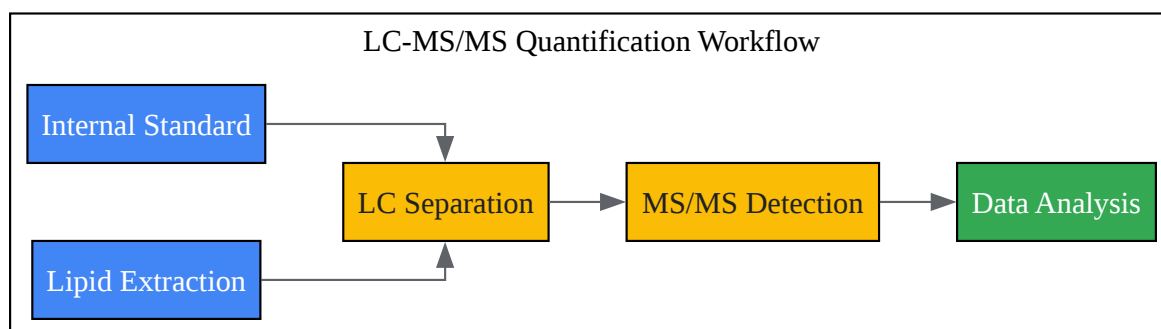 LC-MS/MS Quantification Workflow
Internal Standard
LC Separation
MS/MS Detection
Data Analysis
Lipid Extraction